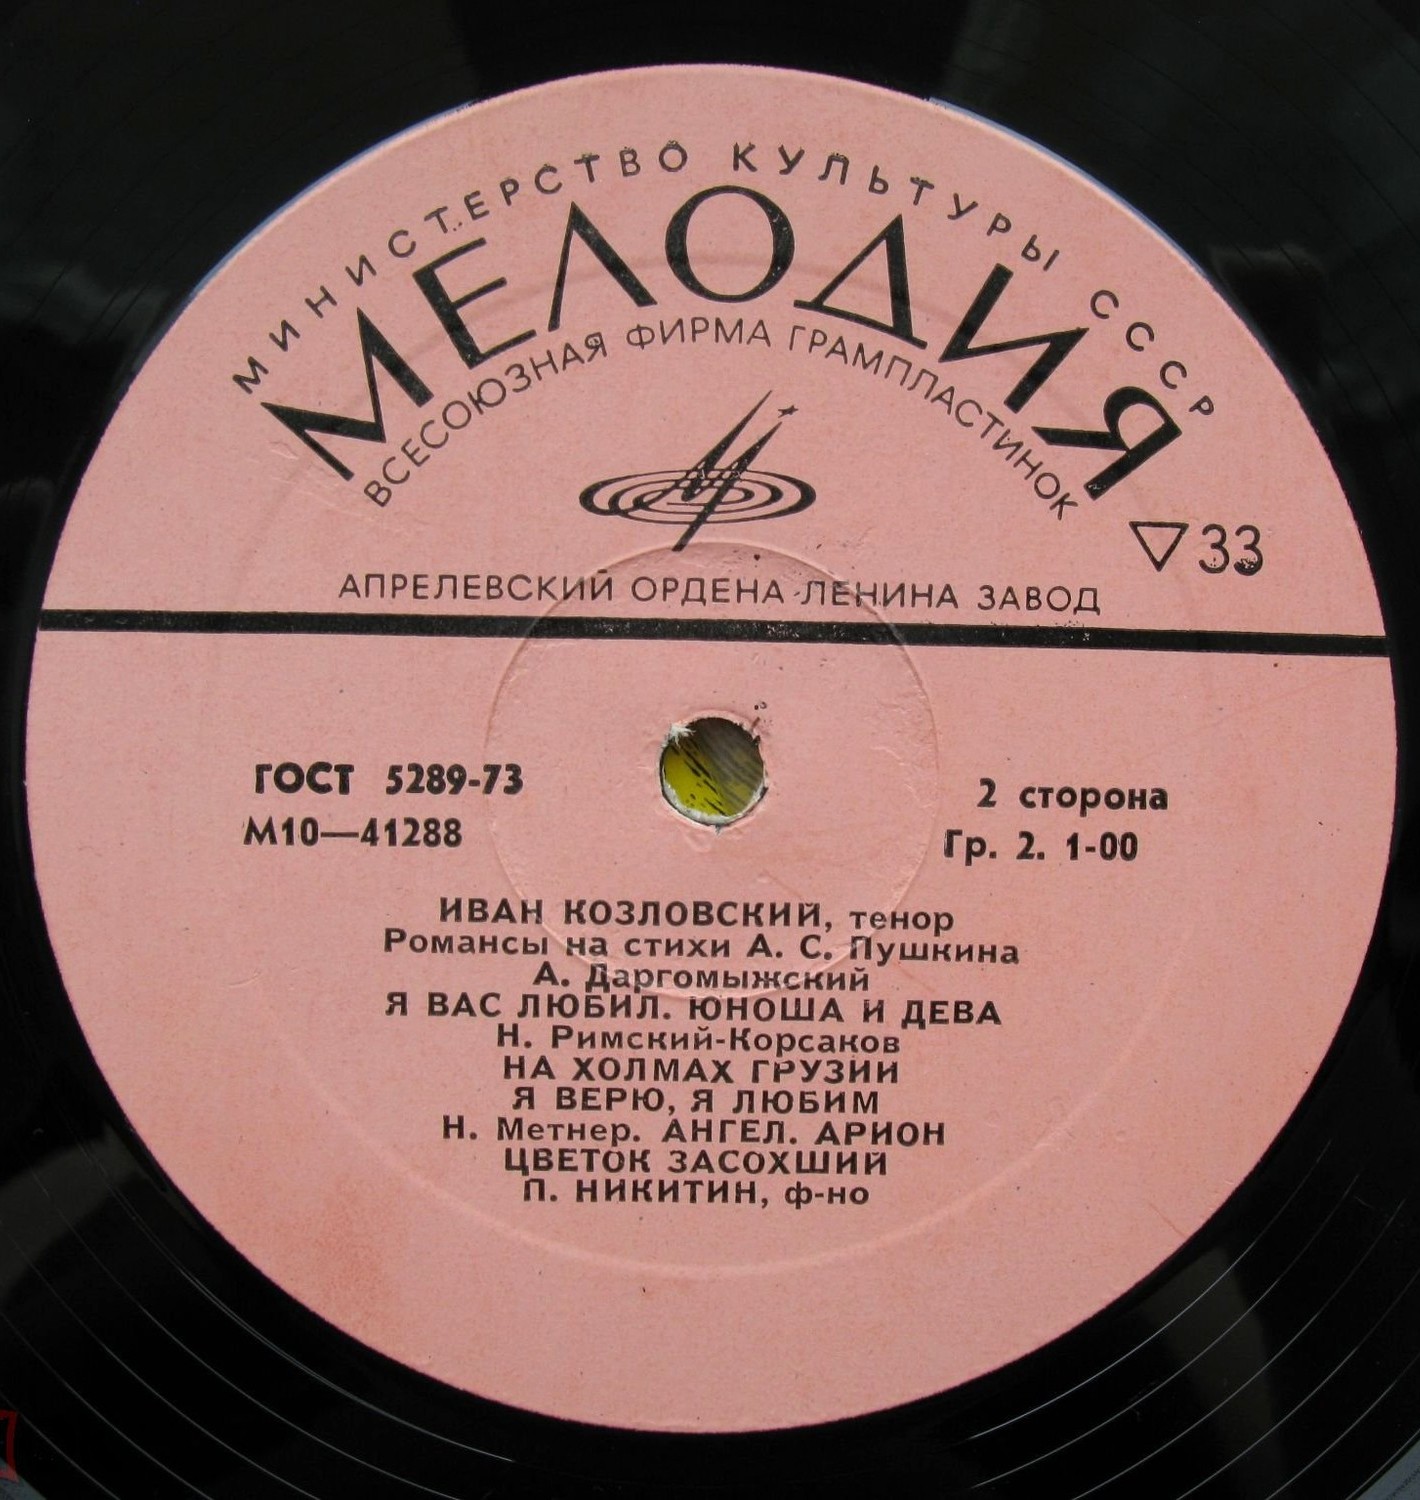 МИНИСТЕРСТВО КУЛЬТУРЫ СССР
МЕЛОДИЯ
ВСЕСОЮЗНАЯ ФИРМА ГРАМПЛАСТИНОК
33
АПРЕЛЕВСКИЙ ОРДЕНА ЛЕНИНА ЗАВОД
ГОСТ 5289-73
М10—41288
2 сторона
Гр. 2. 1-00
ИВАН КОЗЛОВСКИЙ, тенор
Романсы на стихи А. С. Пушкина
А. Даргомыжский
Я ВАС ЛЮБИЛ. ЮНОША И ДЕВА
Н. Римский-Корсаков
НА ХОЛМАХ ГРУЗИИ
Я ВЕРЮ, Я ЛЮБИМ
Н. Метнер. АНГЕЛ. АРИОН
ЦВЕТОК ЗАСОХШИЙ
П. НИКИТИН, ф-но